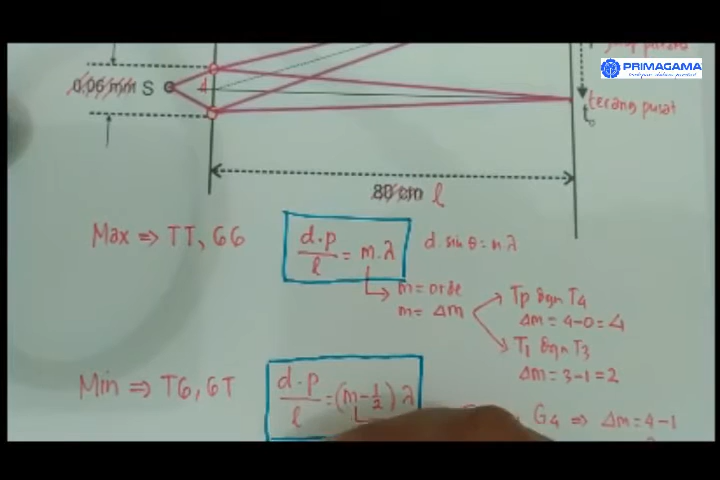 PRIMAGAMA
terang pusat
t₀
0.06 mm S
d
80 cm l
Max => TT, GG
d.p/l = m.λ
d.sin θ = n.λ
m = orde
m = Δm
Tp dgn T4
Δm = 4-0 = 4
T1 dgn T3
Δm = 3-1 = 2
Min => TG, GT
d.p/l = (m-1/2) λ
G4 => Δm = 4-1